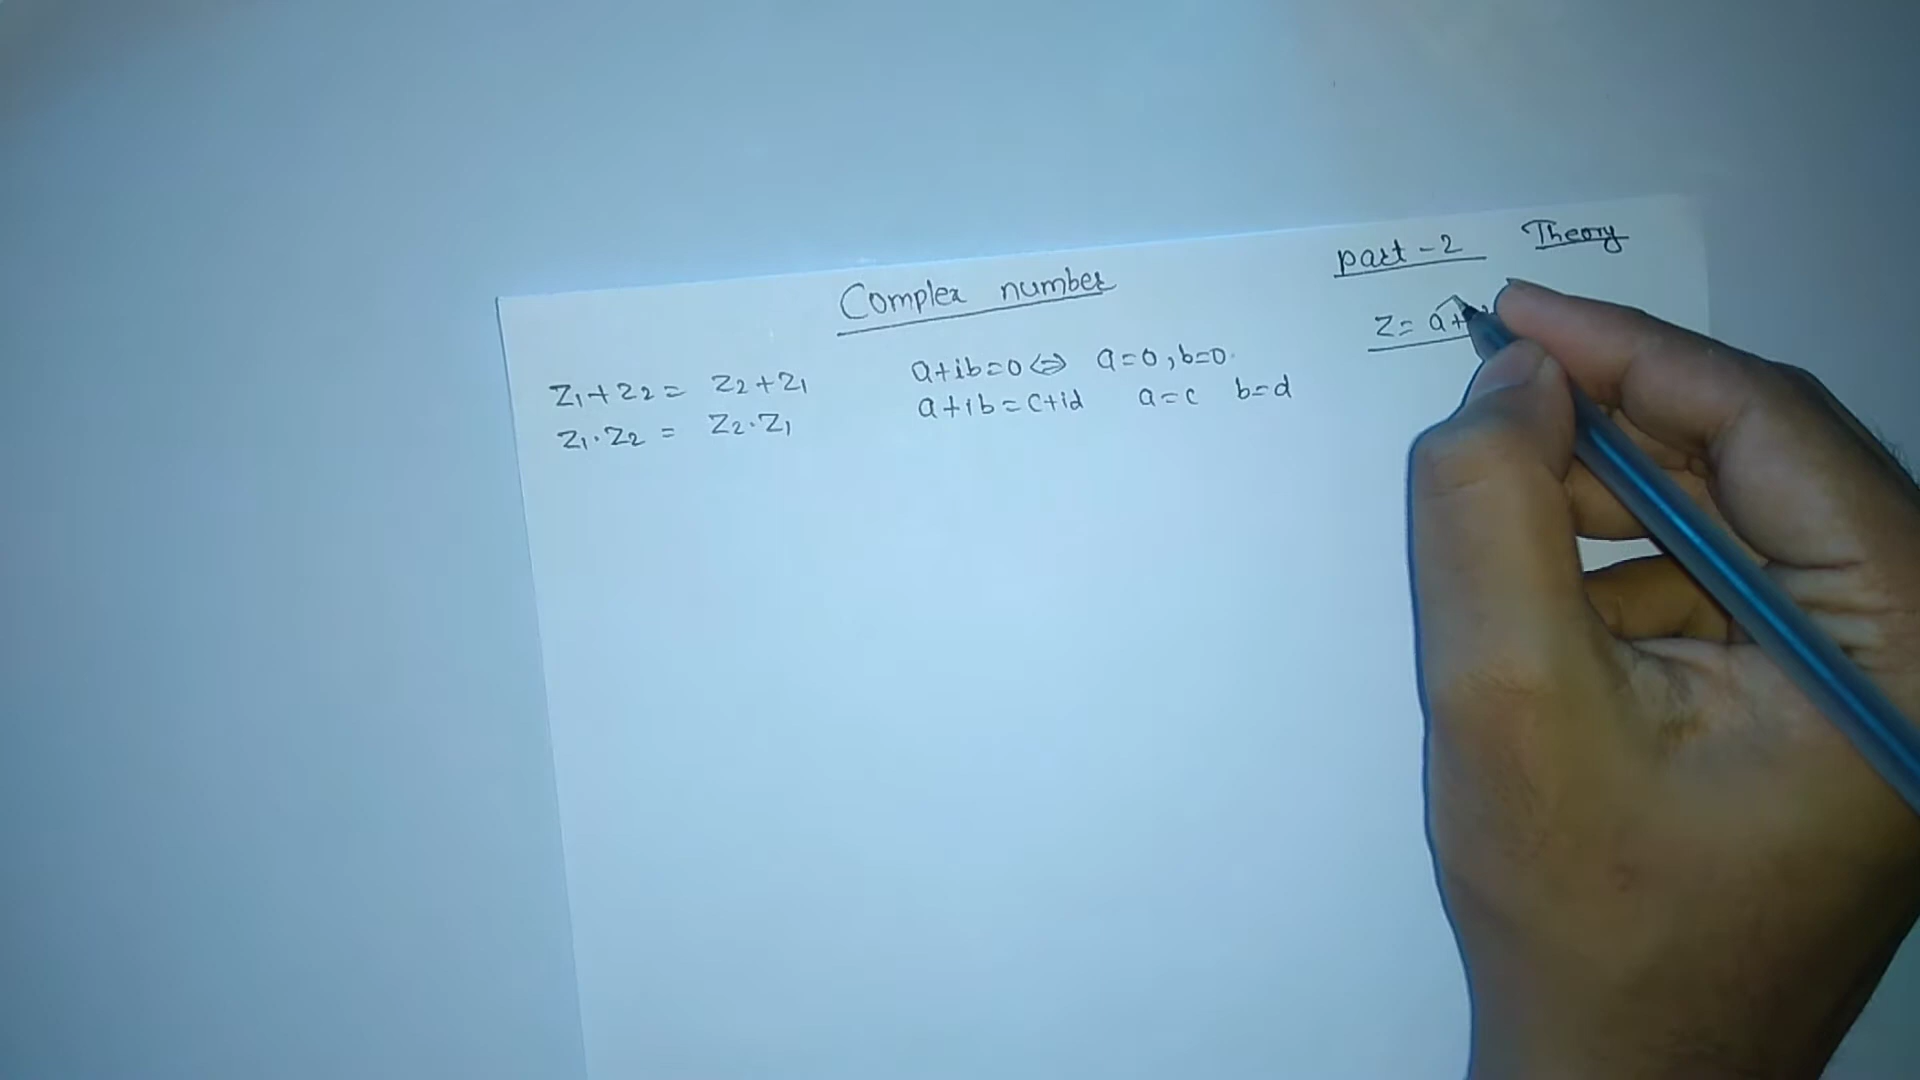 Complex number part - 2 Theory
z = a+
z₁+z₂ = z₂+z₁ a+ib=0⇔ a=0, b=0.
z₁.z₂ = z₂.z₁ a+ib=c+id a=c b=d